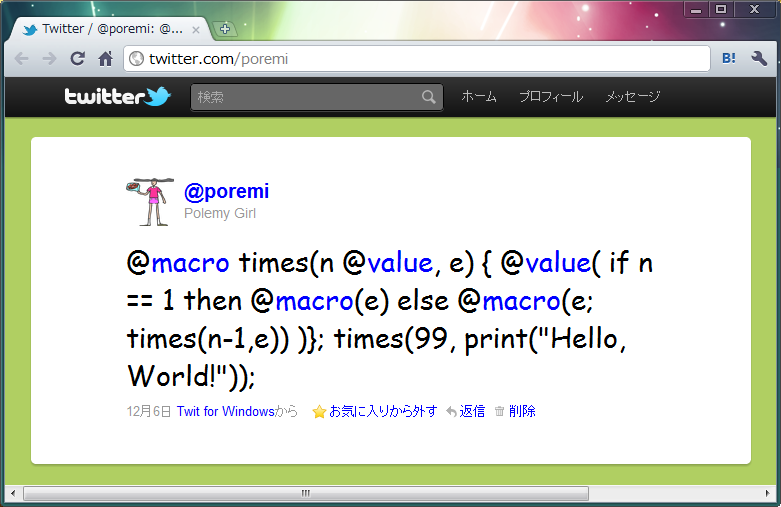 Twitter / @poremi: @...
twitter.com/poremi
B!
twitter
検索
ホーム プロフィール メッセージ
@poremi
Polemy Girl
@macro times(n @value, e) { @value( if n
== 1 then @macro(e) else @macro(e;
times(n-1,e)) )}; times(99, print("Hello,
World!"));
12月6日 Twit for Windowsから お気に入りから外す 返信 削除